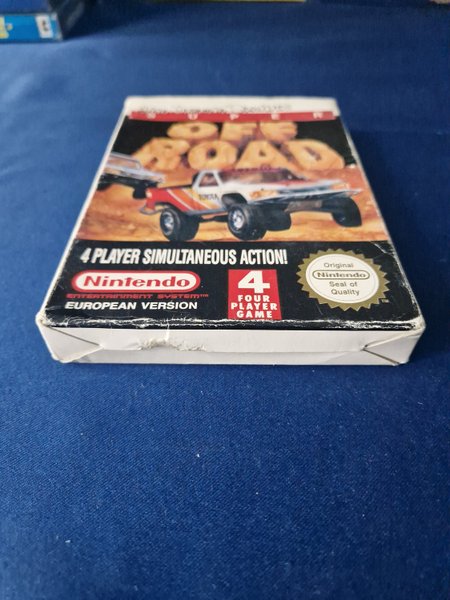 SUPER
OFF
ROAD
TOYOTA
4 PLAYER SIMULTANEOUS ACTION!
Nintendo
ENTERTAINMENT SYSTEM™
EUROPEAN VERSION
4
FOUR
PLAYER
GAME
Original
Nintendo
Seal of
Quality